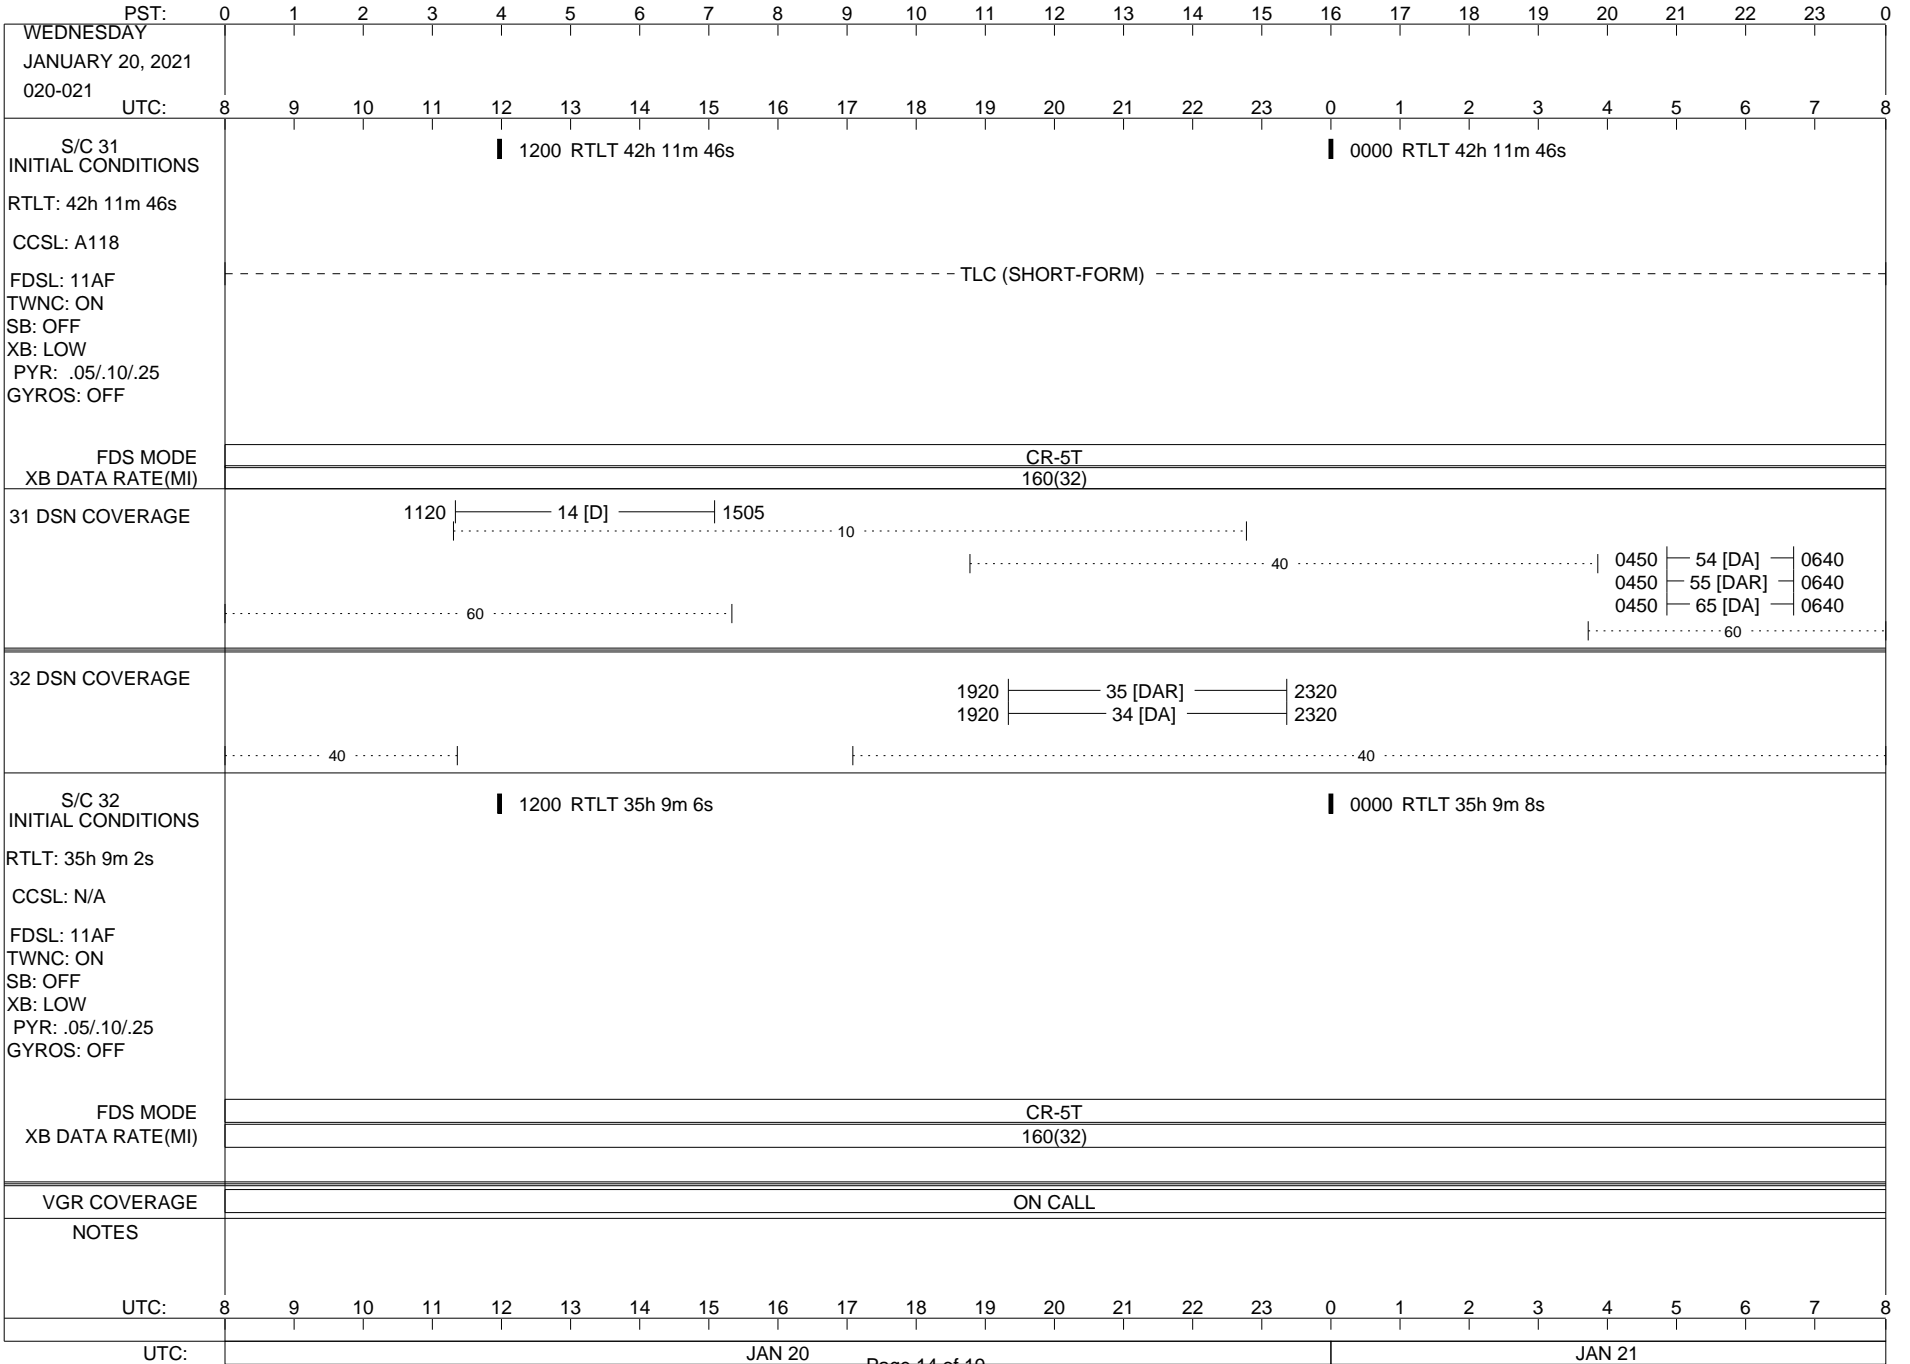 PST: 0 1 2 3 4 5 6 7 8 9 10 11 12 13 14 15 16 17 18 19 20 21 22 23 0
WEDNESDAY
JANUARY 20, 2021
020-021
UTC: 8 9 10 11 12 13 14 15 16 17 18 19 20 21 22 23 0 1 2 3 4 5 6 7 8
S/C 31
INITIAL CONDITIONS
1200 RTLT 42h 11m 46s
0000 RTLT 42h 11m 46s
RTLT: 42h 11m 46s
CCSL: A118
TLC (SHORT-FORM)
FDSL: 11AF
TWNC: ON
SB: OFF
XB: LOW
PYR: .05/.10/.25
GYROS: OFF
FDS MODE CR-5T
XB DATA RATE(MI) 160(32)
31 DSN COVERAGE
1120 14 [D] 1505
10
40
0450 54 [DA] 0640
0450 55 [DAR] 0640
0450 65 [DA] 0640
60
60
32 DSN COVERAGE
1920 35 [DAR] 2320
1920 34 [DA] 2320
40
40
S/C 32
INITIAL CONDITIONS
1200 RTLT 35h 9m 6s
0000 RTLT 35h 9m 8s
RTLT: 35h 9m 2s
CCSL: N/A
FDSL: 11AF
TWNC: ON
SB: OFF
XB: LOW
PYR: .05/.10/.25
GYROS: OFF
FDS MODE CR-5T
XB DATA RATE(MI) 160(32)
VGR COVERAGE ON CALL
NOTES
UTC: 8 9 10 11 12 13 14 15 16 17 18 19 20 21 22 23 0 1 2 3 4 5 6 7 8
UTC: JAN 20 JAN 21
Page 14 of 19